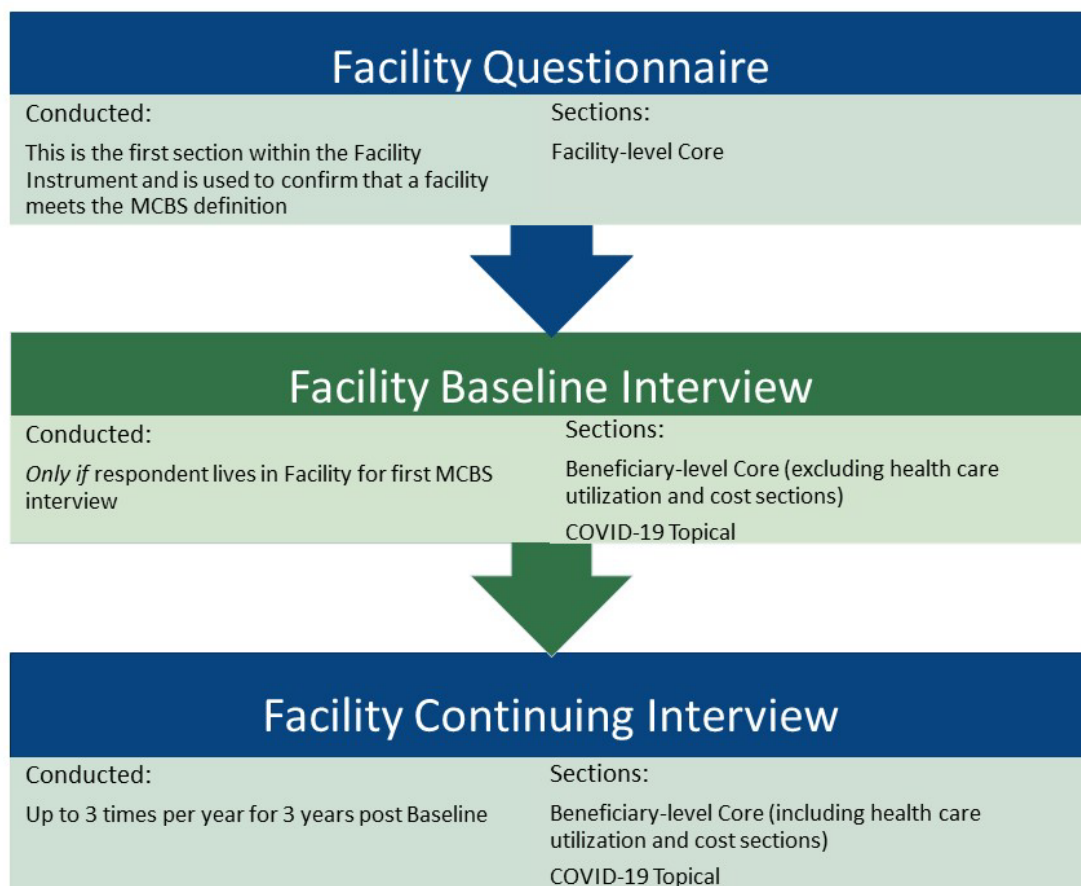 Facility Questionnaire
Conducted:
This is the first section within the Facility
Instrument and is used to confirm that a facility
meets the MCBS definition
Sections:
Facility-level Core
Facility Baseline Interview
Conducted:
Only if respondent lives in Facility for first MCBS
interview
Sections:
Beneficiary-level Core (excluding health care
utilization and cost sections)
COVID-19 Topical
Facility Continuing Interview
Conducted:
Up to 3 times per year for 3 years post Baseline
Sections:
Beneficiary-level Core (including health care
utilization and cost sections)
COVID-19 Topical